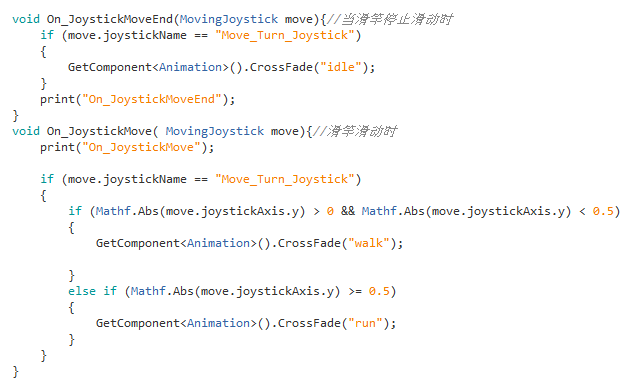 void On_JoystickMoveEnd(MovingJoystick move){//当滑竿停止滑动时
if (move.joystickName == "Move_Turn_Joystick")
{
GetComponent<Animation>().CrossFade("idle");
}
print("On_JoystickMoveEnd");
}
void On_JoystickMove( MovingJoystick move){//滑竿滑动时
print("On_JoystickMove");
if (move.joystickName == "Move_Turn_Joystick")
{
if (Mathf.Abs(move.joystickAxis.y) > 0 && Mathf.Abs(move.joystickAxis.y) < 0.5)
{
GetComponent<Animation>().CrossFade("walk");
}
else if (Mathf.Abs(move.joystickAxis.y) >= 0.5)
{
GetComponent<Animation>().CrossFade("run");
}
}
}